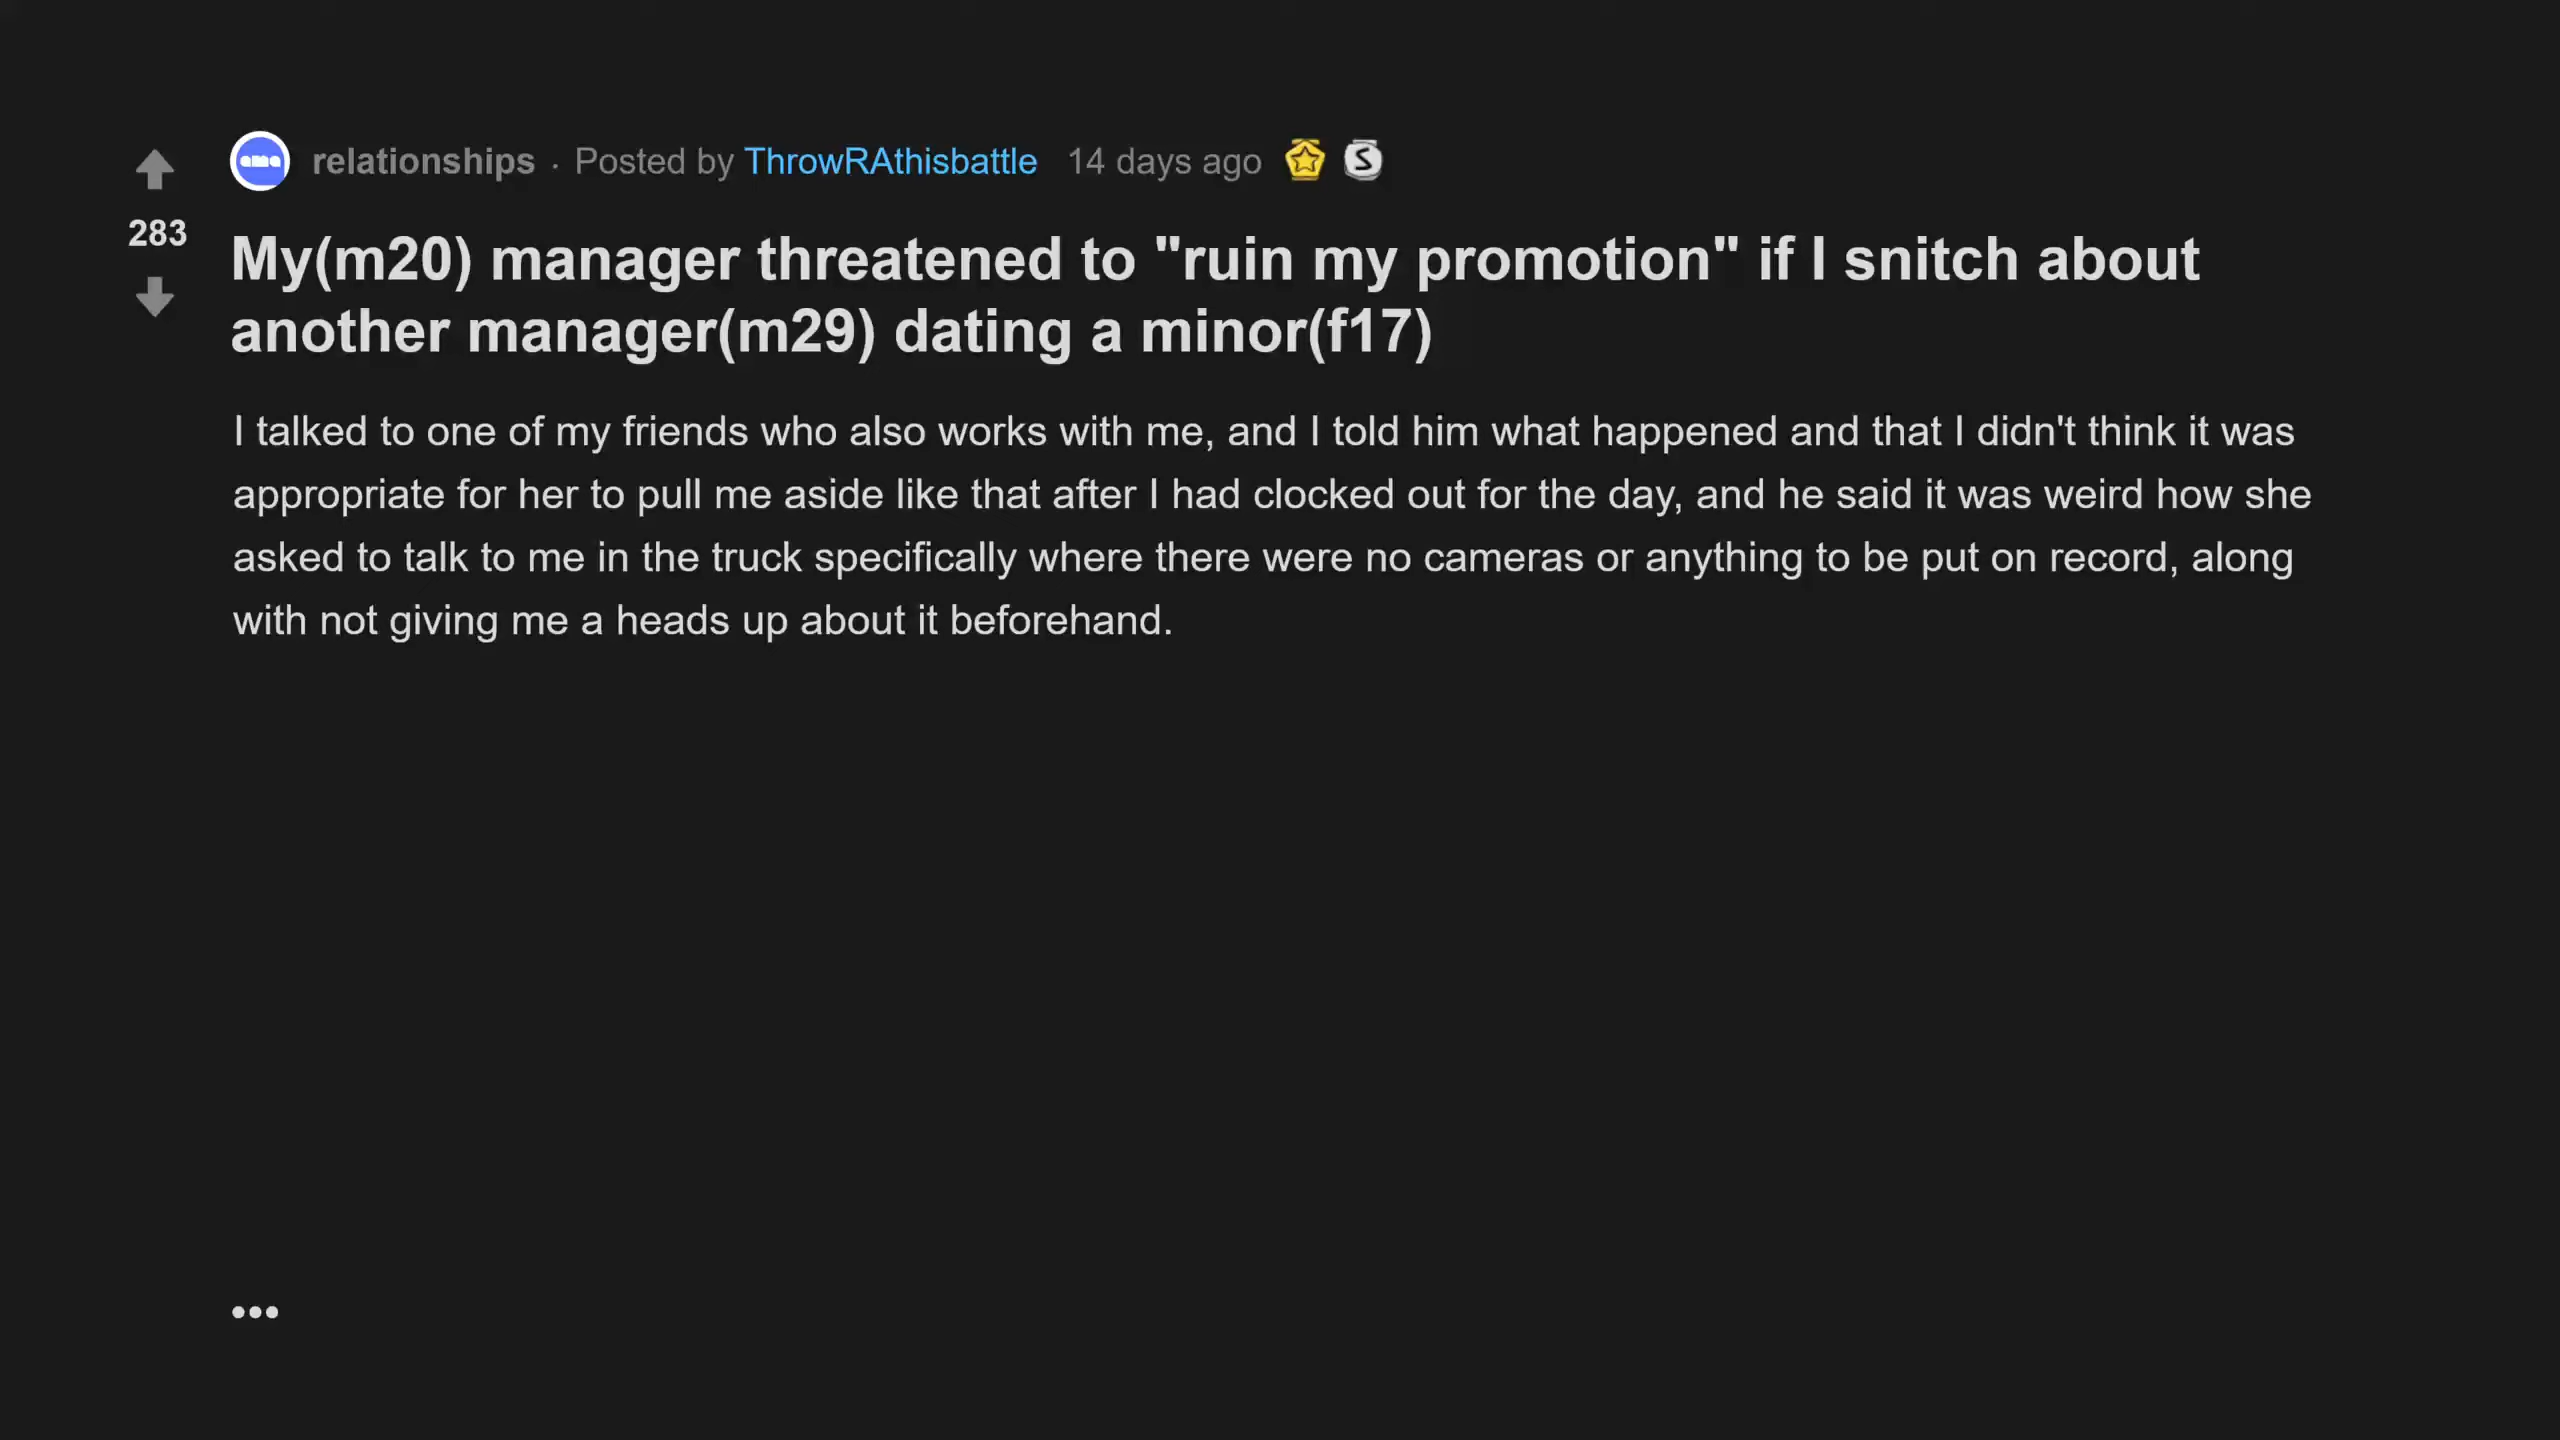 relationships · Posted by ThrowRAthisbattle 14 days ago
283
My(m20) manager threatened to "ruin my promotion" if I snitch about
another manager(m29) dating a minor(f17)
I talked to one of my friends who also works with me, and I told him what happened and that I didn't think it was
appropriate for her to pull me aside like that after I had clocked out for the day, and he said it was weird how she
asked to talk to me in the truck specifically where there were no cameras or anything to be put on record, along
with not giving me a heads up about it beforehand.
•••